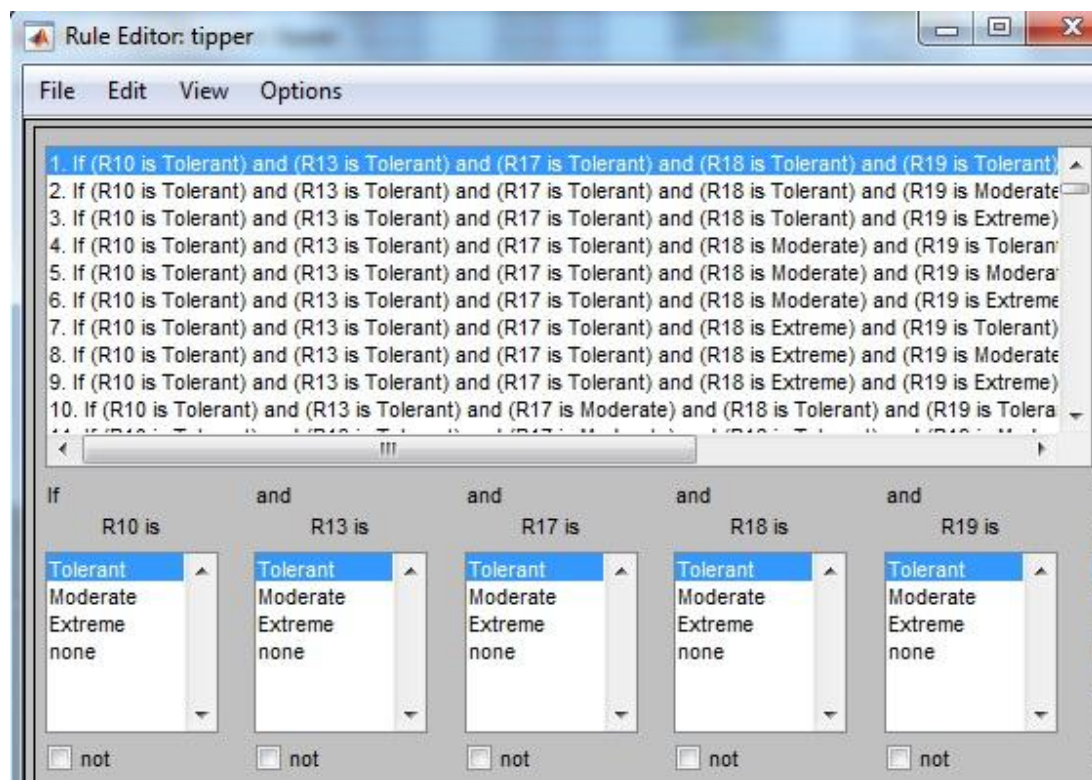 Rule Editor: tipper
File Edit View Options
1. If (R10 is Tolerant) and (R13 is Tolerant) and (R17 is Tolerant) and (R18 is Tolerant) and (R19 is Tolerant)
2. If (R10 is Tolerant) and (R13 is Tolerant) and (R17 is Tolerant) and (R18 is Tolerant) and (R19 is Moderate
3. If (R10 is Tolerant) and (R13 is Tolerant) and (R17 is Tolerant) and (R18 is Tolerant) and (R19 is Extreme)
4. If (R10 is Tolerant) and (R13 is Tolerant) and (R17 is Tolerant) and (R18 is Moderate) and (R19 is Toleran
5. If (R10 is Tolerant) and (R13 is Tolerant) and (R17 is Tolerant) and (R18 is Moderate) and (R19 is Modera
6. If (R10 is Tolerant) and (R13 is Tolerant) and (R17 is Tolerant) and (R18 is Moderate) and (R19 is Extreme
7. If (R10 is Tolerant) and (R13 is Tolerant) and (R17 is Tolerant) and (R18 is Extreme) and (R19 is Tolerant)
8. If (R10 is Tolerant) and (R13 is Tolerant) and (R17 is Tolerant) and (R18 is Extreme) and (R19 is Moderate
9. If (R10 is Tolerant) and (R13 is Tolerant) and (R17 is Tolerant) and (R18 is Extreme) and (R19 is Extreme)
10. If (R10 is Tolerant) and (R13 is Tolerant) and (R17 is Moderate) and (R18 is Tolerant) and (R19 is Tolera
If and and and and
R10 is R13 is R17 is R18 is R19 is
Tolerant Tolerant Tolerant Tolerant Tolerant
Moderate Moderate Moderate Moderate Moderate
Extreme Extreme Extreme Extreme Extreme
none none none none none
not not not not not